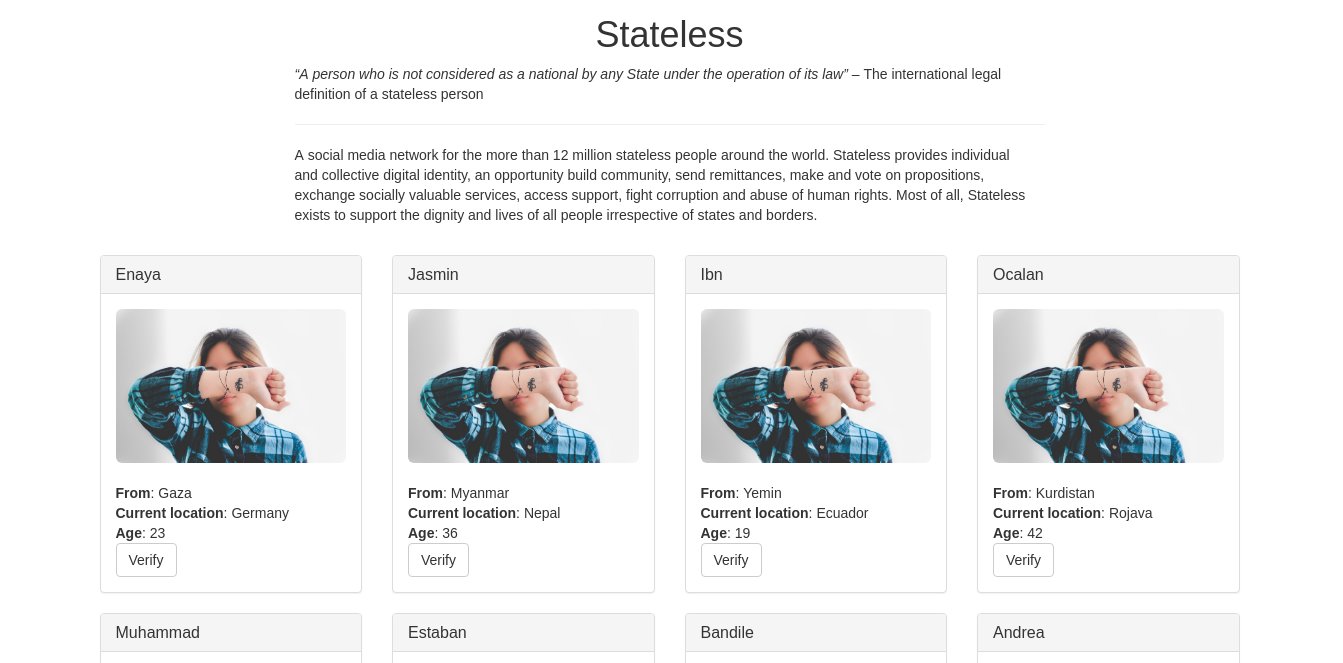 Stateless
“A person who is not considered as a national by any State under the operation of its law” – The international legal
definition of a stateless person
A social media network for the more than 12 million stateless people around the world. Stateless provides individual
and collective digital identity, an opportunity build community, send remittances, make and vote on propositions,
exchange socially valuable services, access support, fight corruption and abuse of human rights. Most of all, Stateless
exists to support the dignity and lives of all people irrespective of states and borders.
Enaya
From: Gaza
Current location: Germany
Age: 23
Verify
Jasmin
From: Myanmar
Current location: Nepal
Age: 36
Verify
Ibn
From: Yemin
Current location: Ecuador
Age: 19
Verify
Ocalan
From: Kurdistan
Current location: Rojava
Age: 42
Verify
Muhammad
Estaban
Bandile
Andrea